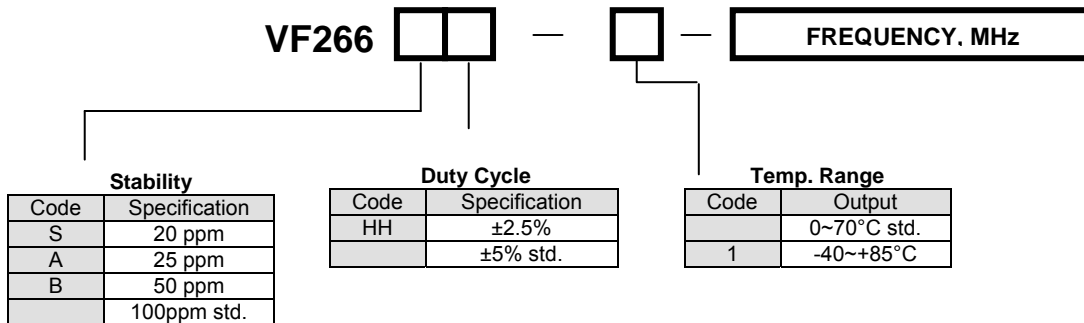 VF266 — — FREQUENCY, MHz
Stability
Code Specification
S 20 ppm
A 25 ppm
B 50 ppm
100ppm std.
Duty Cycle
Code Specification
HH ±2.5%
±5% std.
Temp. Range
Code Output
0~70°C std.
1 -40~+85°C